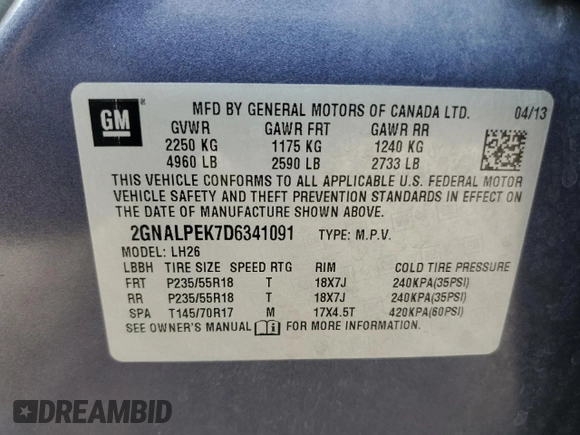 GM
MFD BY GENERAL MOTORS OF CANADA LTD. 04/13
GVWR GAWR FRT GAWR RR
2250 KG 1175 KG 1240 KG
4960 LB 2590 LB 2733 LB
THIS VEHICLE CONFORMS TO ALL APPLICABLE U.S. FEDERAL MOTOR
VEHICLE SAFETY AND THEFT PREVENTION STANDARDS IN EFFECT ON
THE DATE OF MANUFACTURE SHOWN ABOVE.
2GNALPEK7D6341091 TYPE: M.P.V.
MODEL: LH26
LBBH TIRE SIZE SPEED RTG RIM COLD TIRE PRESSURE
FRT P235/55R18 T 18X7J 240KPA(35PSI)
RR P235/55R18 T 18X7J 240KPA(35PSI)
SPA T145/70R17 M 17X4.5T 420KPA(60PSI)
SEE OWNER'S MANUAL FOR MORE INFORMATION.
DREAMBID